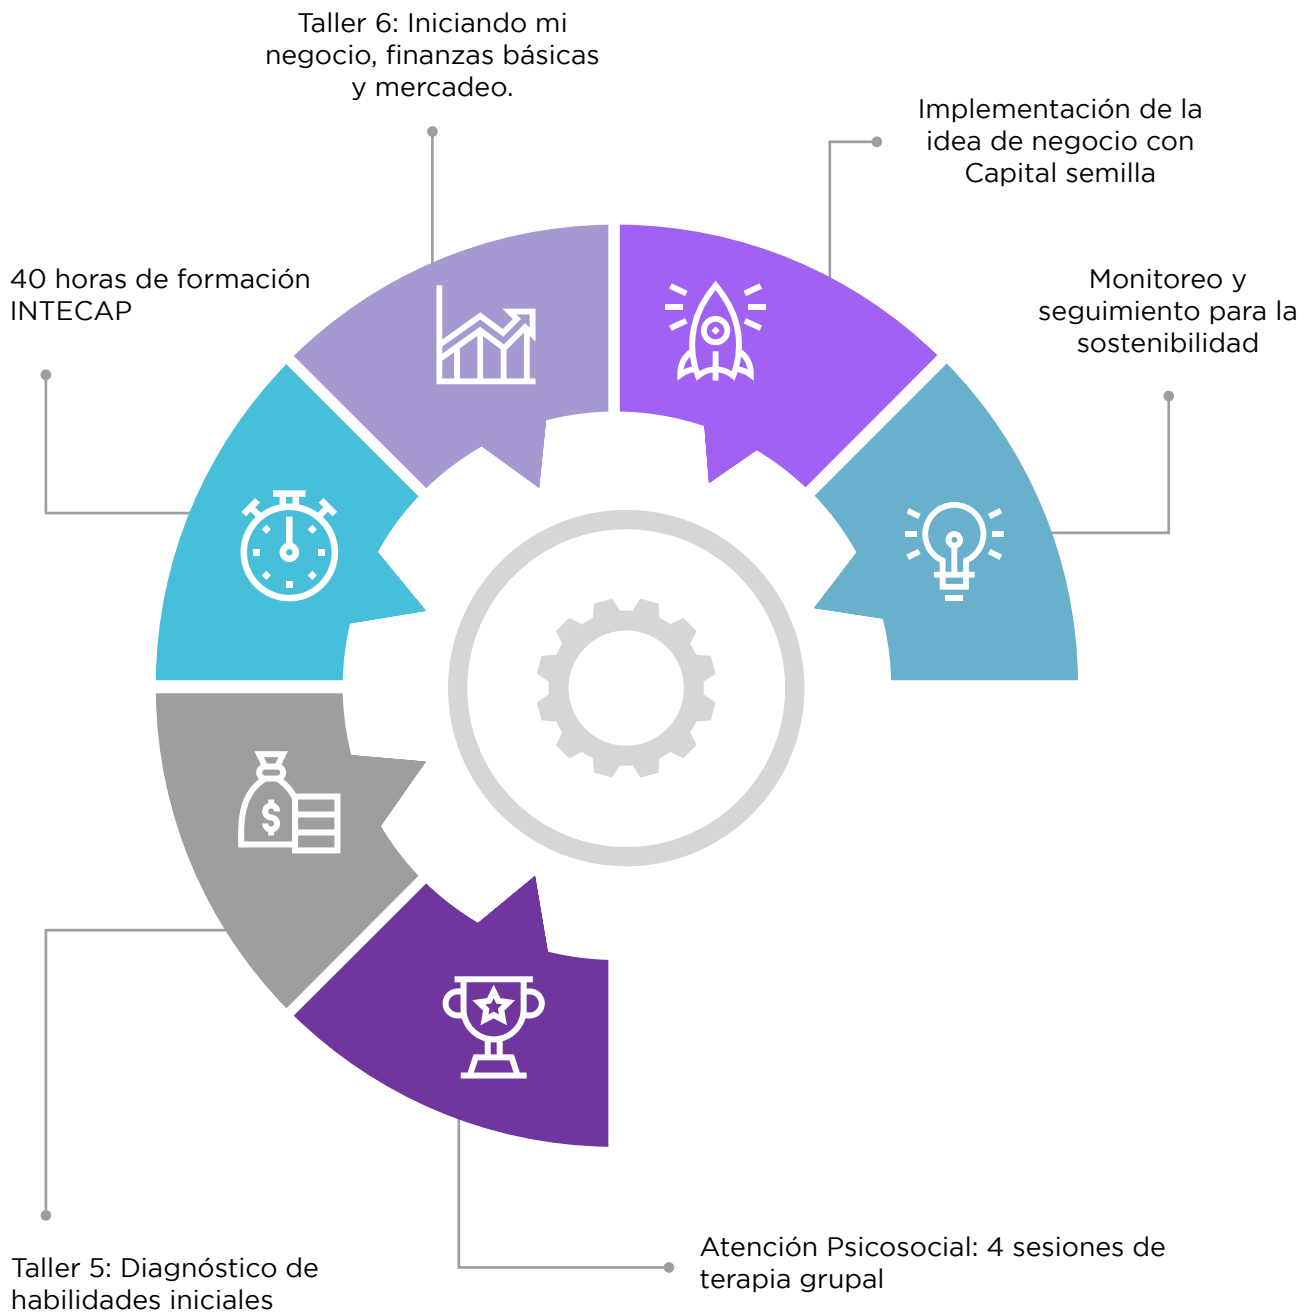 Taller 6: Iniciando mi
negocio, finanzas básicas
y mercadeo.
Implementación de la
idea de negocio con
Capital semilla
40 horas de formación
INTECAP
Monitoreo y
seguimiento para la
sostenibilidad
$
Taller 5: Diagnóstico de
habilidades iniciales
Atención Psicosocial: 4 sesiones de
terapia grupal